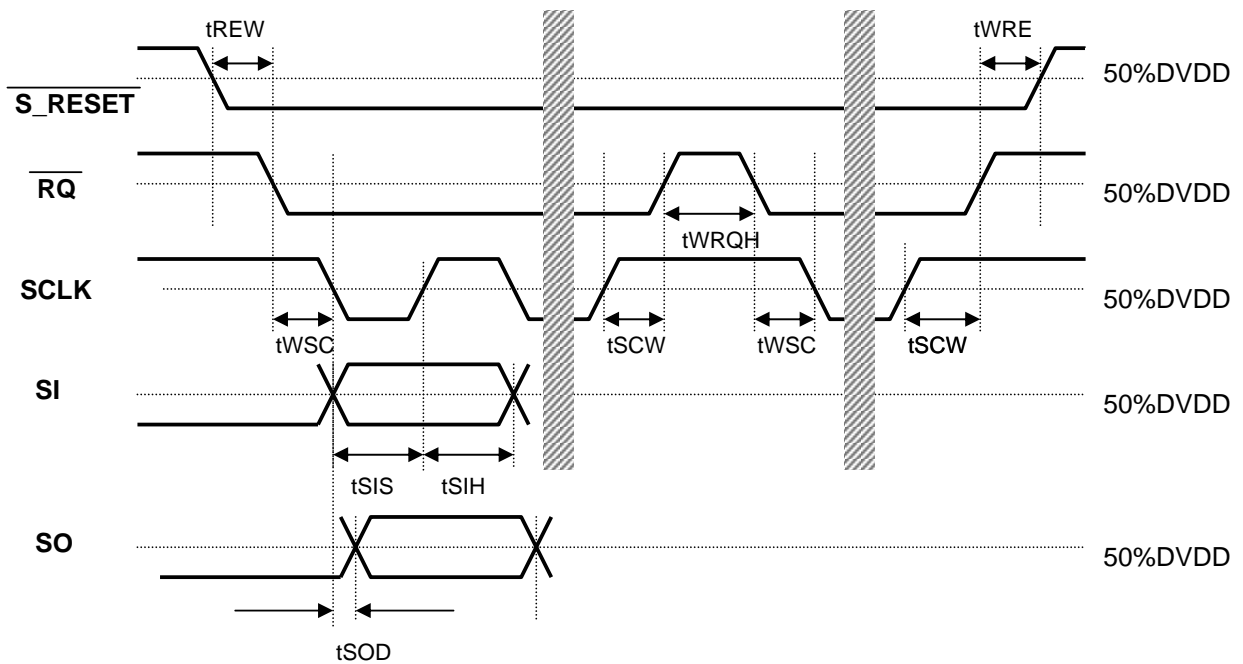 tREW
tWRE
50%DVDD
S_RESET
RQ
50%DVDD
tWRQH
SCLK
50%DVDD
tWSC
tSCW
tWSC
tSCW
SI
50%DVDD
tSIS
tSIH
SO
50%DVDD
tSOD